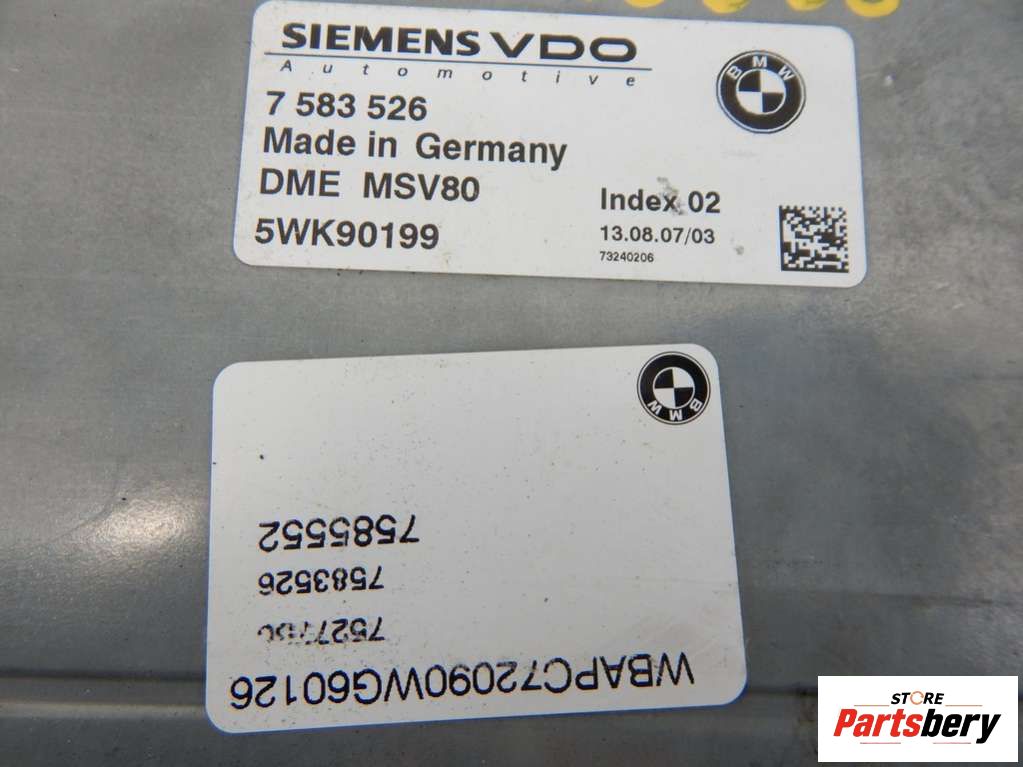 SIEMENS VDO
Automotive
BMW
7 583 526
Made in Germany
DME MSV80
5WK90199
Index 02
13.08.07/03
73240206
WBAPC72090WG60126
7583526
7585552
BMW
STORE
Partsbery